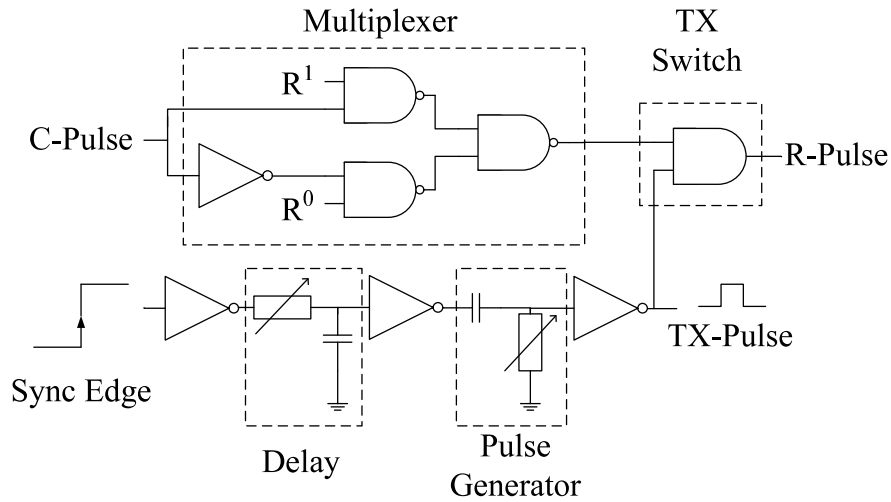 Multiplexer
TX
Switch
R¹
C-Pulse
R-Pulse
R⁰
TX-Pulse
Sync Edge
Delay
Pulse
Generator